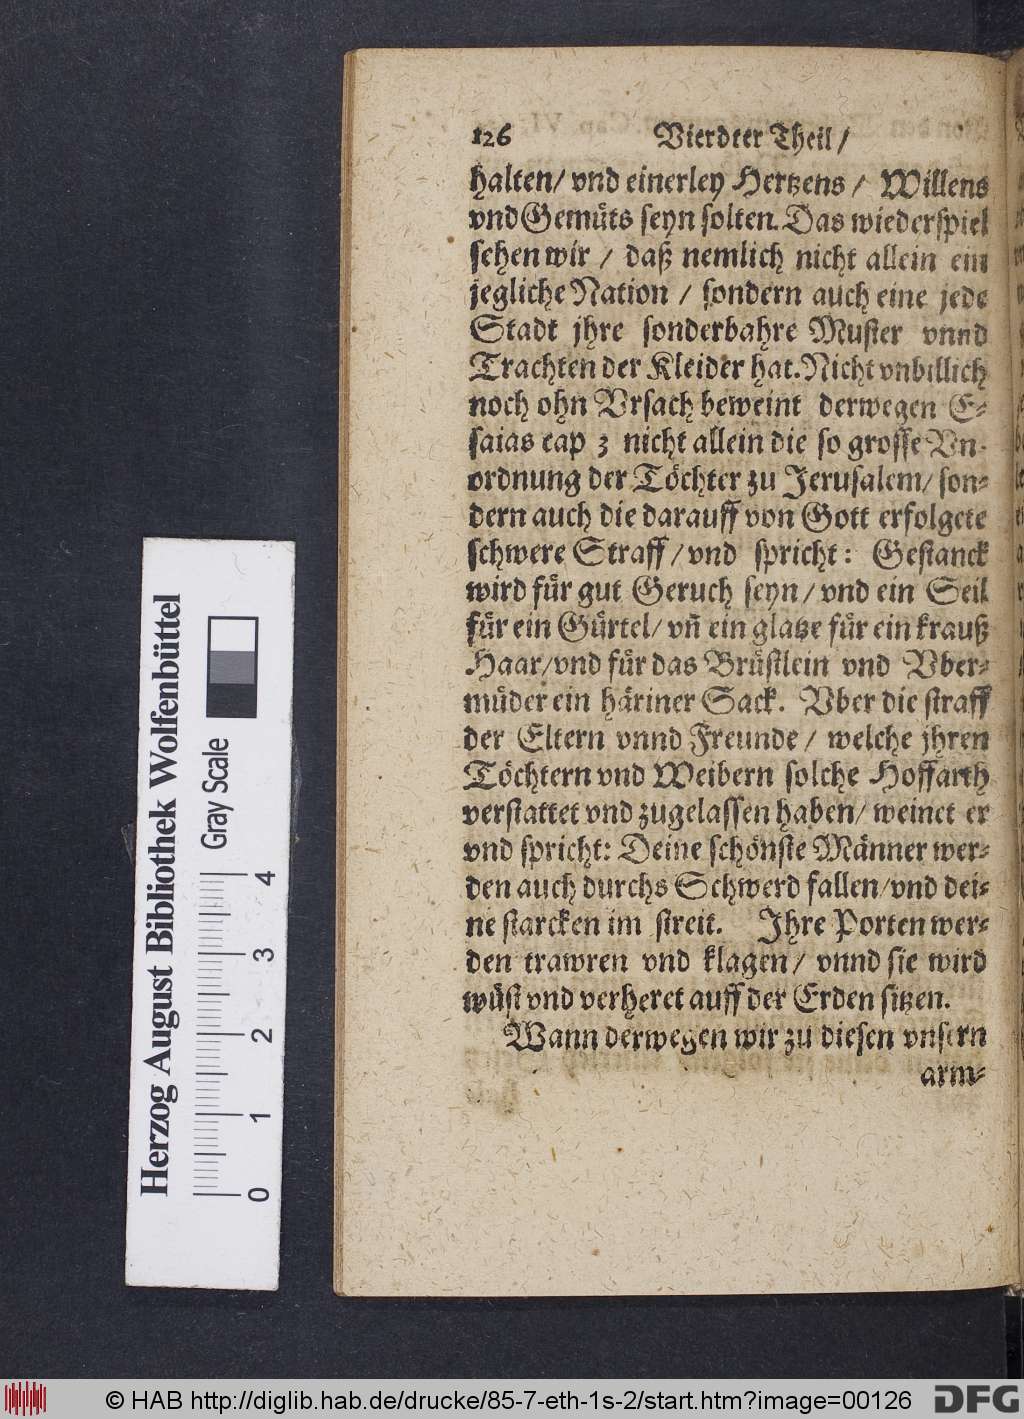 126 Vierdter Theil /
halten / vnd einerley Hertzens / Willens
vnd Gemüts seyn solten. Das wiederspiel
sehen wir / daß nemlich nicht allein ein
jegliche Nation / sondern auch eine jede
Stadt jhre sonderbahre Muster vnnd
Trachten der Kleider hat. Nicht vnbillich
noch ohn Vrsach beweint derwegen E-
saias cap 3 nicht allein die so grosse Vn-
ordnung der Töchter zu Jerusalem / son-
dern auch die darauff von Gott erfolgete
schwere Straff / vnd spricht: Gestanck
wird für gut Geruch seyn / vnd ein Seil
für ein Gürtel / vn̄ ein glatze für ein krauß
Haar / vnd für das Brüstlein vnd Vber-
müder ein häriner Sack. Vber die straff
der Eltern vnnd Freunde / welche jhren
Töchtern vnd Weibern solche Hoffarth
verstattet vnd zugelassen haben / weinet er
vnd spricht: Deine schönste Männer wer-
den auch durchs Schwerd fallen / vnd dei-
ne starcken im streit. Jhre Porten wer-
den trawren vnd klagen / vnnd sie wird
wüst vnd verheret auff der Erden sitzen.
Wann derwegen wir zu diesen vnsern
arm-
Herzog August Bibliothek Wolfenbüttel
Gray Scale
0 1 2 3 4
© HAB http://diglib.hab.de/drucke/85-7-eth-1s-2/start.htm?image=00126
DFG